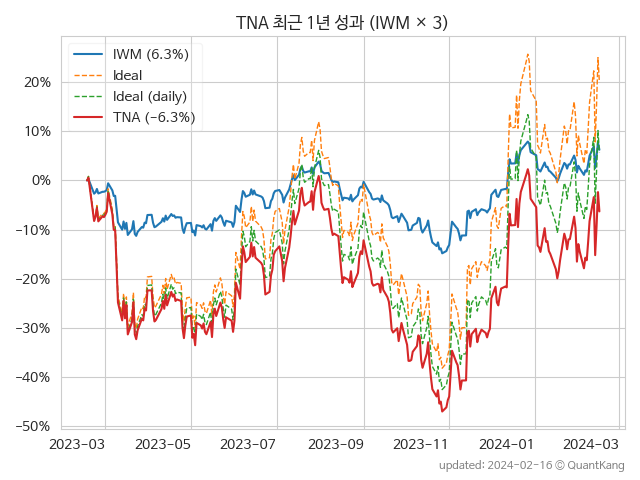 TNA 최근 1년 성과 (IWM × 3)
IWM (6.3%)
Ideal
Ideal (daily)
TNA (−6.3%)
20%
10%
0%
−10%
−20%
−30%
−40%
−50%
2023-03 2023-05 2023-07 2023-09 2023-11 2024-01 2024-03
updated: 2024-02-16 © QuantKang